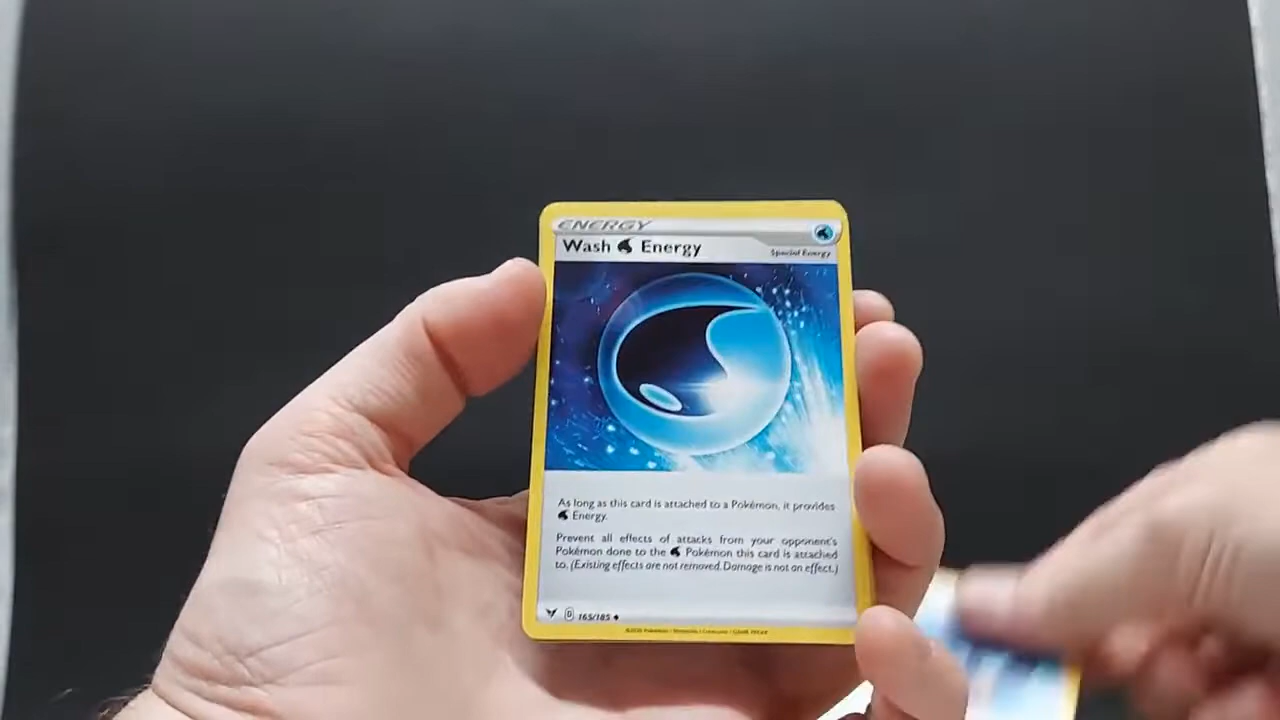 ENERGY
Wash Energy
Special Energy
As long as this card is attached to a Pokémon, it provides
Energy.
Prevent all effects of attacks from your opponent's
Pokémon done to the Pokémon this card is attached
to. (Existing effects are not removed. Damage is not an effect.)
D 165/185